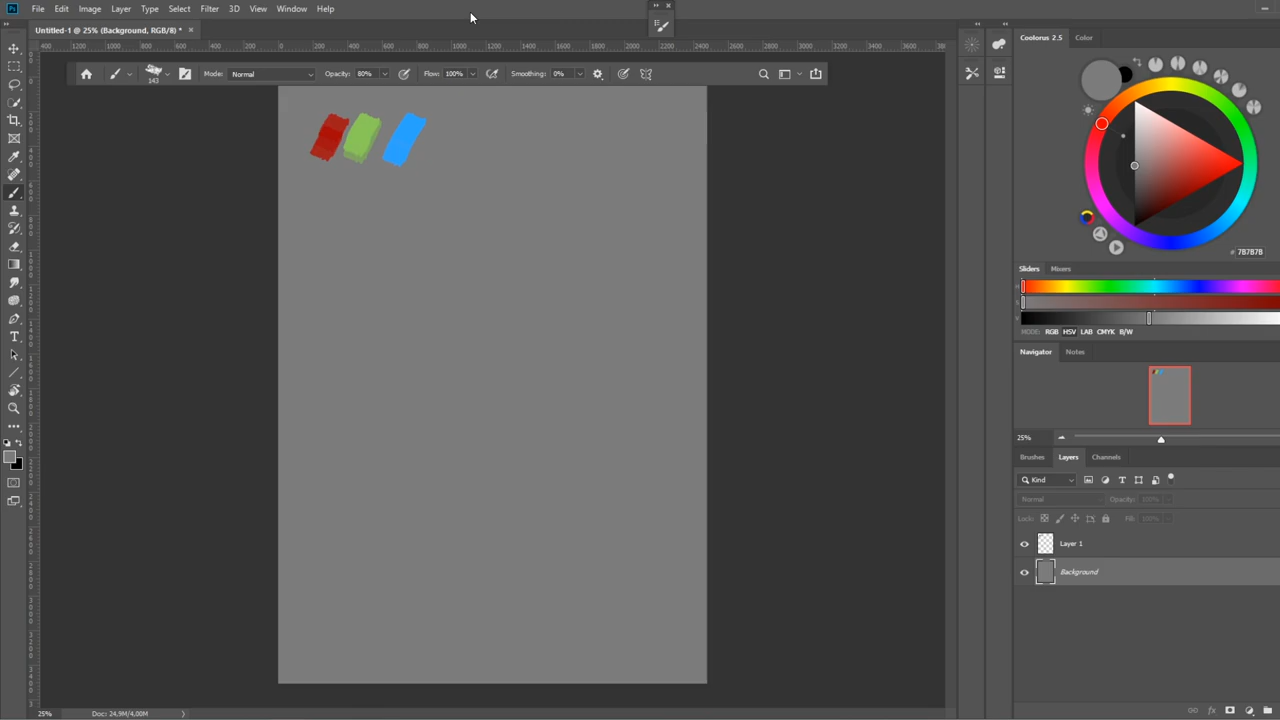 Ps File Edit Image Layer Type Select Filter 3D View Window Help
Untitled-1 @ 25% (Background, RGB/8) * ×
Mode: Normal Opacity: 80% Flow: 100% Smoothing: 0%
143
Coolorus 2.5 Color
# 7B7B7B
Sliders Mixers
H
S
V
MODE: RGB HSV LAB CMYK B/W
Navigator Notes
25%
Brushes Layers Channels
Kind
Normal Opacity: 100%
Lock: Fill: 100%
Layer 1
Background
25% Doc: 24,9M/4,00M